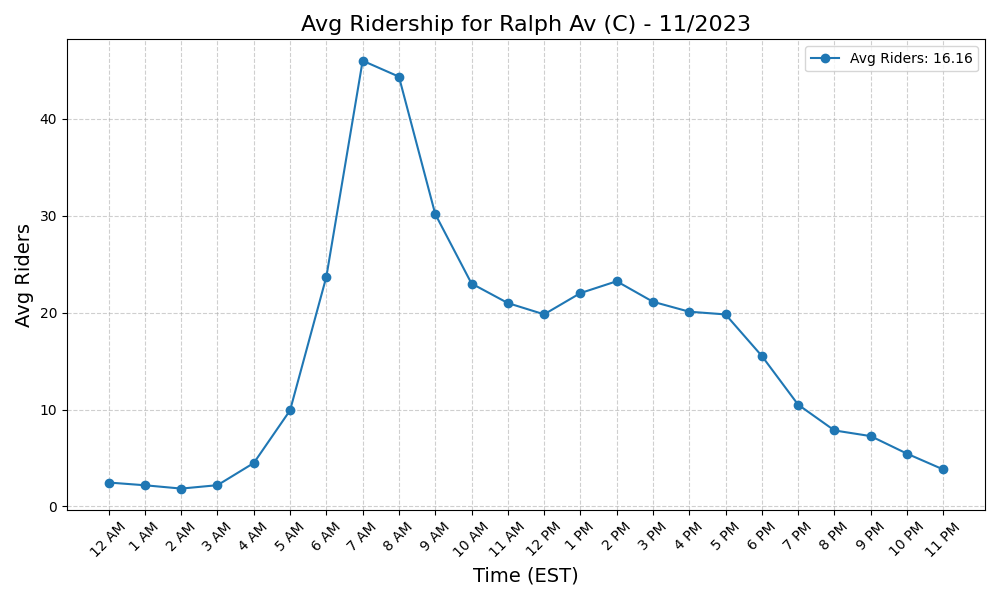 Avg Ridership for Ralph Av (C) - 11/2023
Avg Riders: 16.16
Avg Riders
40
30
20
10
0
12 AM
1 AM
2 AM
3 AM
4 AM
5 AM
6 AM
7 AM
8 AM
9 AM
10 AM
11 AM
12 PM
1 PM
2 PM
3 PM
4 PM
5 PM
6 PM
7 PM
8 PM
9 PM
10 PM
11 PM
Time (EST)